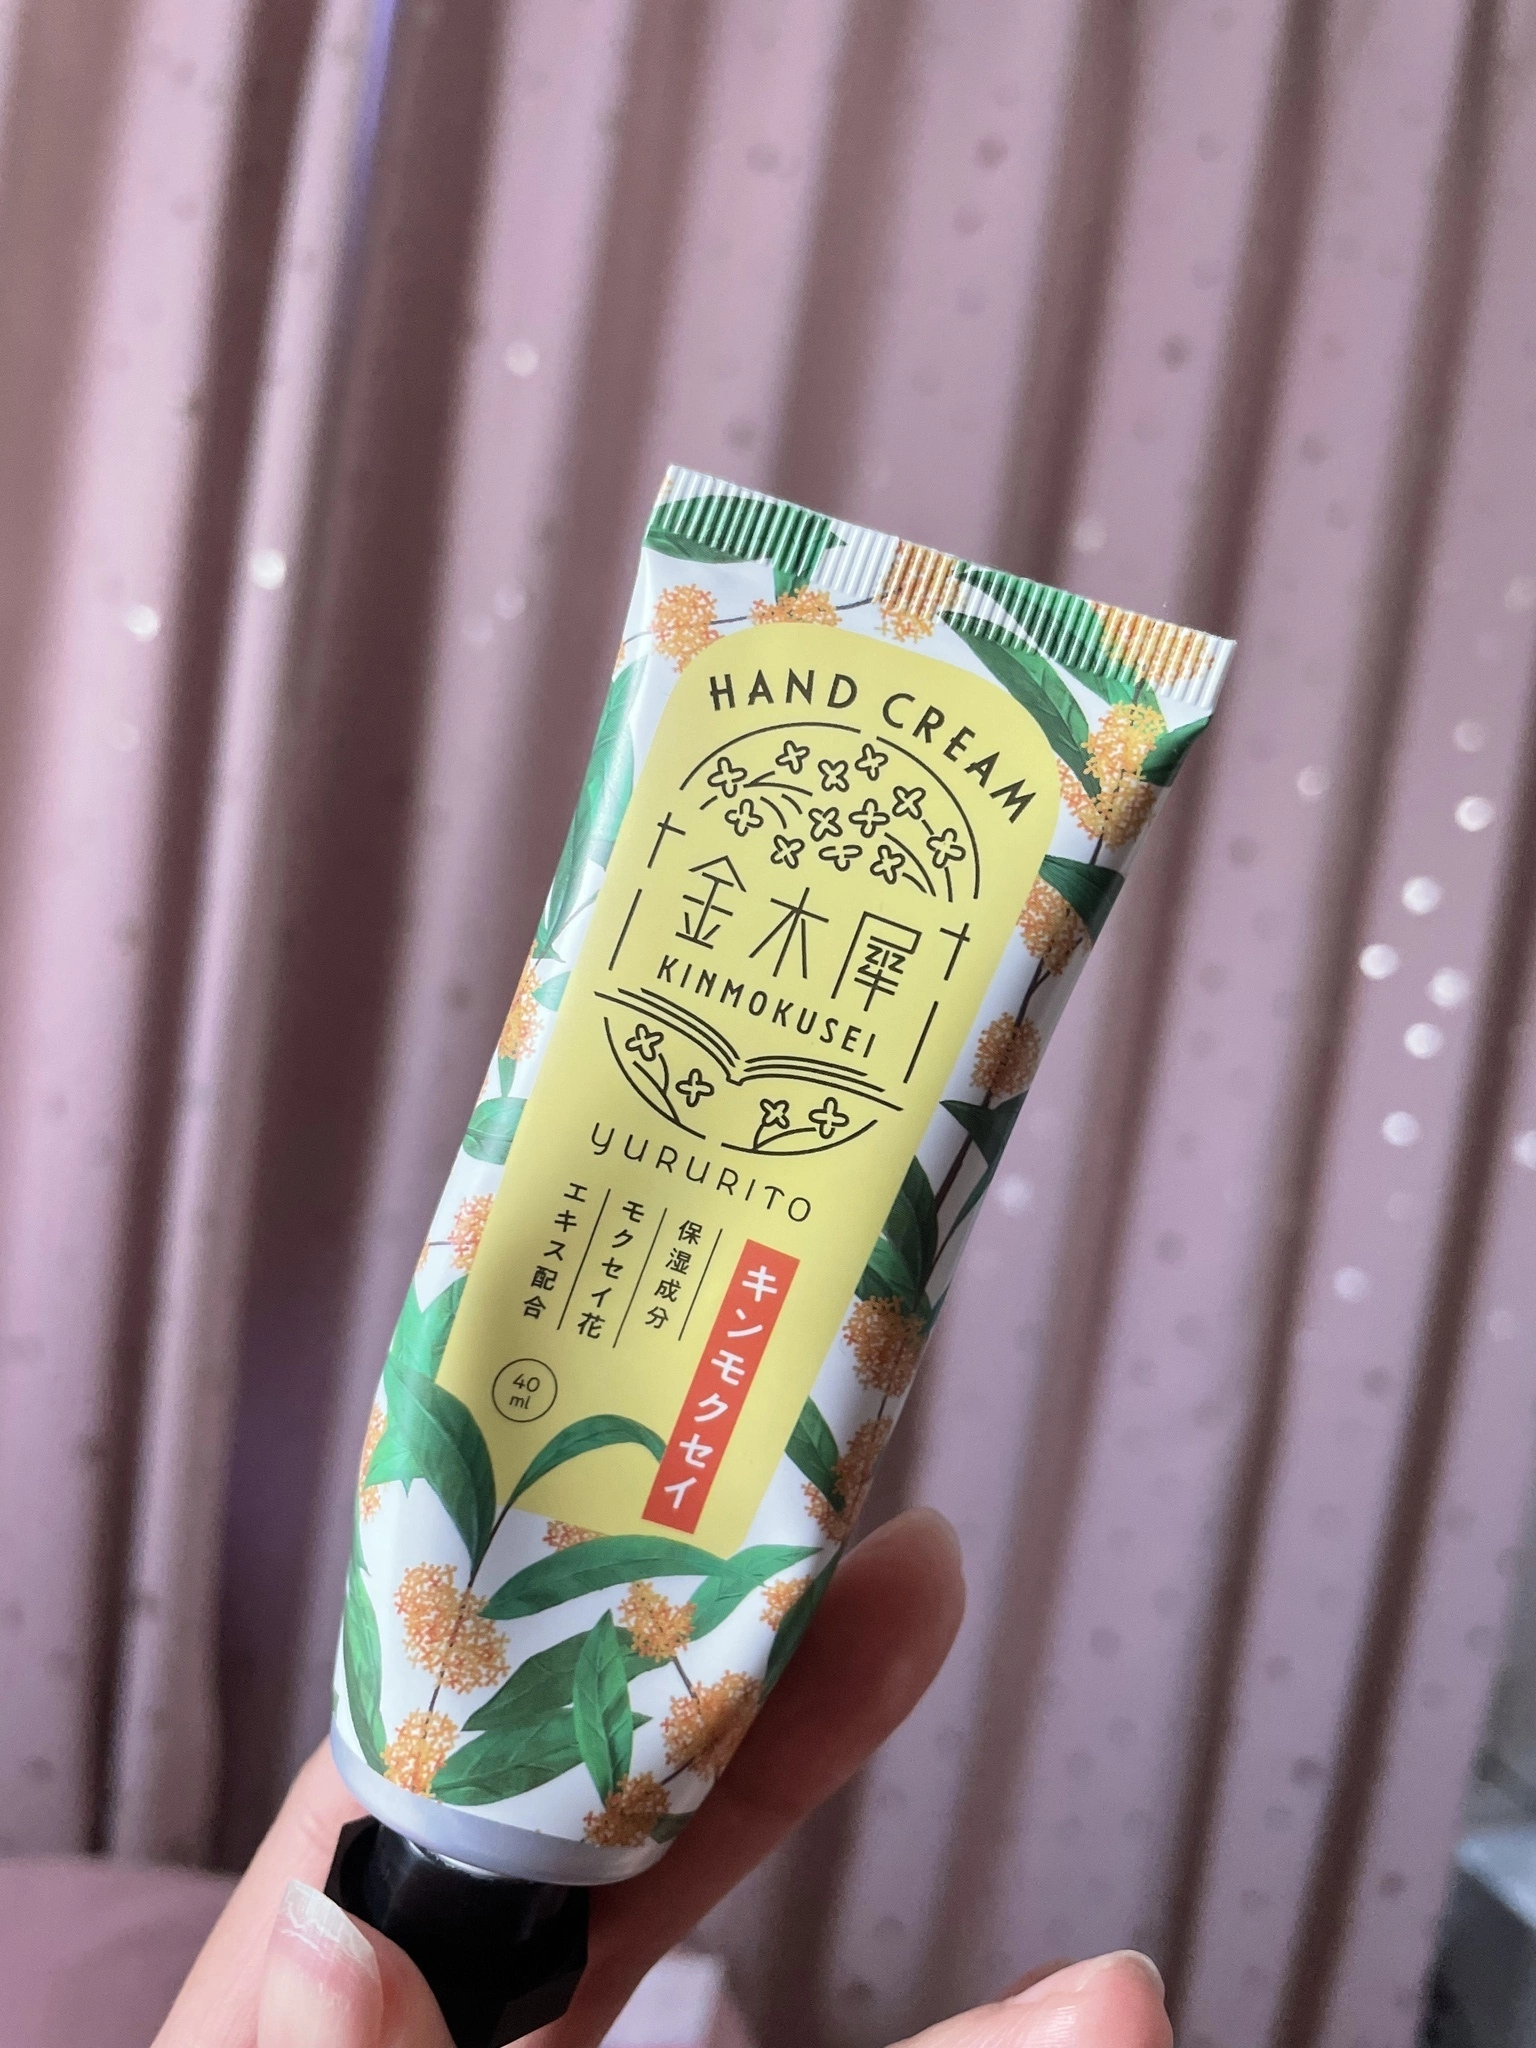 HAND CREAM
金木犀
KINMOKUSEI
YURURITO
キンモクセイ
保湿成分
モクセイ花
エキス配合
40
ml